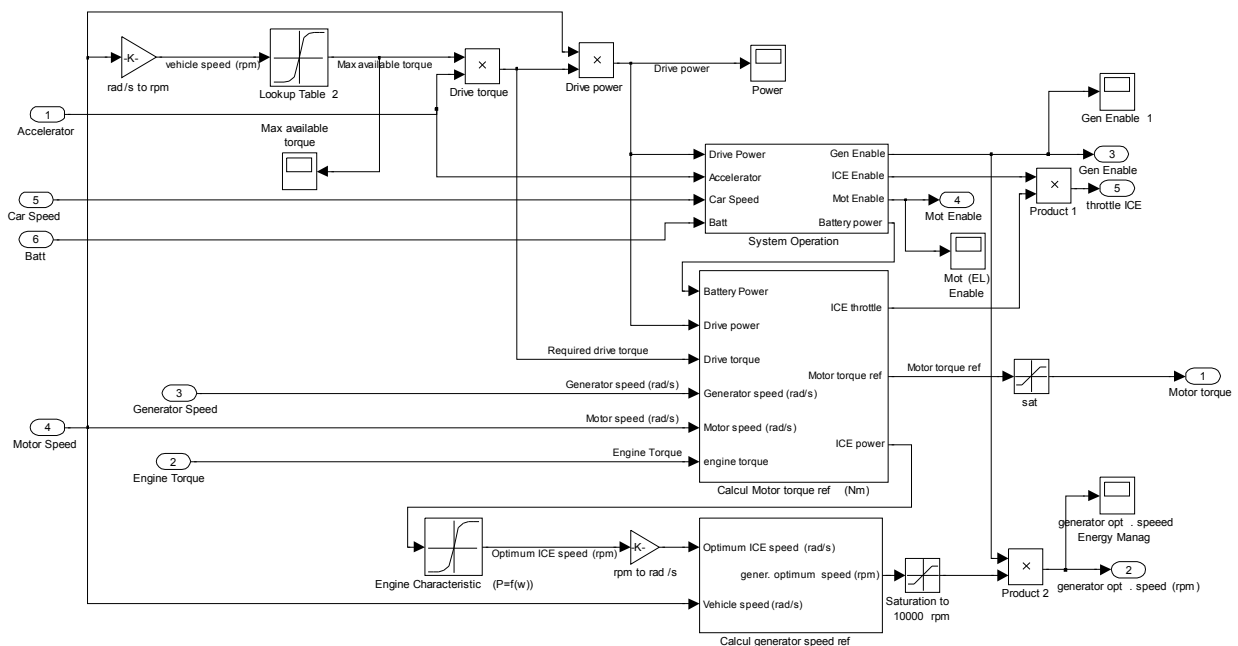 -K-
rad/s to rpm
vehicle speed (rpm)
Lookup Table 2
Max available torque
×
Drive torque
×
Drive power
Drive power
Power
1
Accelerator
Max available
torque
Gen Enable 1
5
Car Speed
6
Batt
Drive Power
Accelerator
Car Speed
Batt
Gen Enable
ICE Enable
Mot Enable
Battery power
System Operation
3
Gen Enable
×
Product 1
5
throttle ICE
4
Mot Enable
Mot (EL)
Enable
Battery Power
Drive power
Drive torque
Generator speed (rad/s)
Motor speed (rad/s)
engine torque
ICE throttle
Motor torque ref
ICE power
Calcul Motor torque ref (Nm)
Required drive torque
Generator speed (rad/s)
3
Generator Speed
Motor speed (rad/s)
4
Motor Speed
Engine Torque
2
Engine Torque
Motor torque ref
sat
1
Motor torque
Engine Characteristic (P=f(w))
Optimum ICE speed (rpm)
-K-
rpm to rad /s
Optimum ICE speed (rad/s)
gener. optimum speed (rpm)
Vehicle speed (rad/s)
Calcul generator speed ref
Saturation to
10000 rpm
×
Product 2
generator opt . speeed
Energy Manag
2
generator opt . speed (rpm)